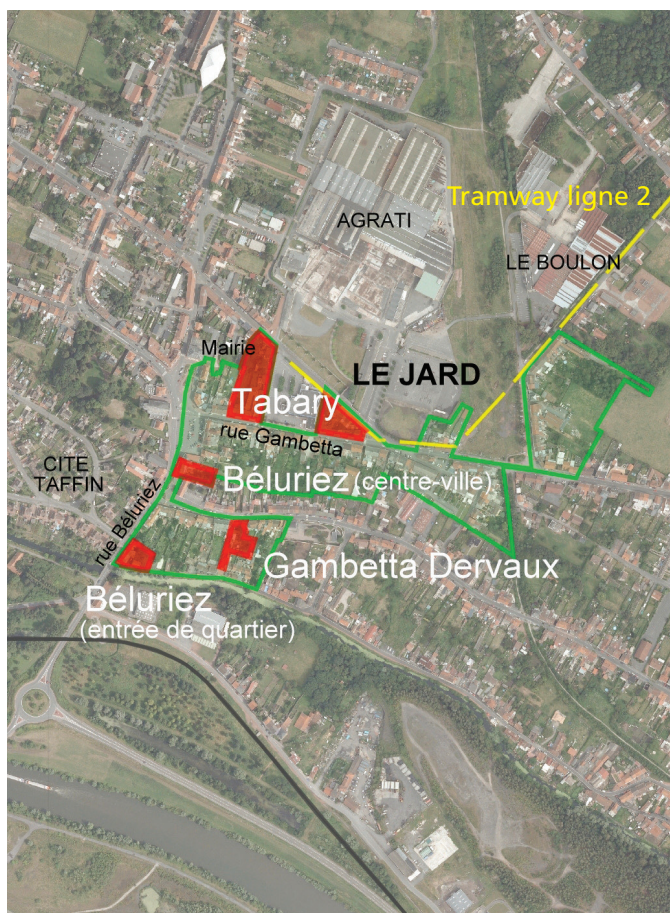 Tramway ligne 2
AGRATI
LE BOULON
Mairie
LE JARD
Tabary
rue Gambetta
CITE
TAFFIN
Béluriez (centre-ville)
rue Béluriez
Gambetta Dervaux
Béluriez
(entrée de quartier)